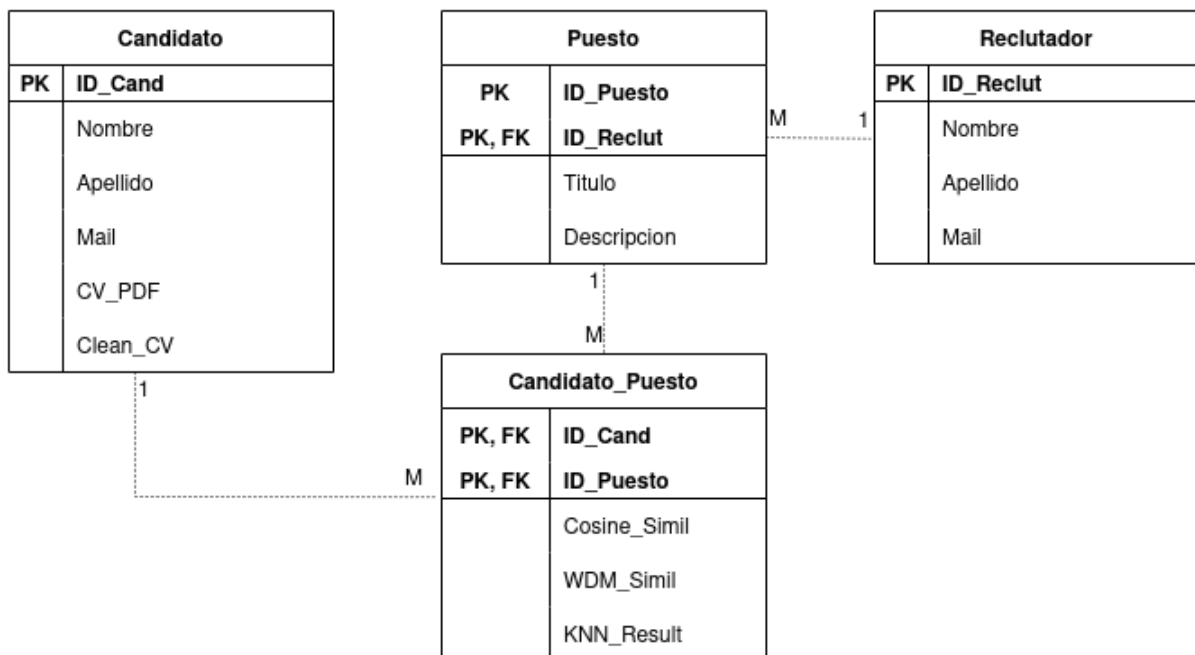 Candidato
PK ID_Cand
Nombre
Apellido
Mail
CV_PDF
Clean_CV
1
M
Puesto
PK ID_Puesto
PK, FK ID_Reclut
Titulo
Descripcion
M
1
Reclutador
PK ID_Reclut
Nombre
Apellido
Mail
1
M
Candidato_Puesto
PK, FK ID_Cand
PK, FK ID_Puesto
Cosine_Simil
WDM_Simil
KNN_Result